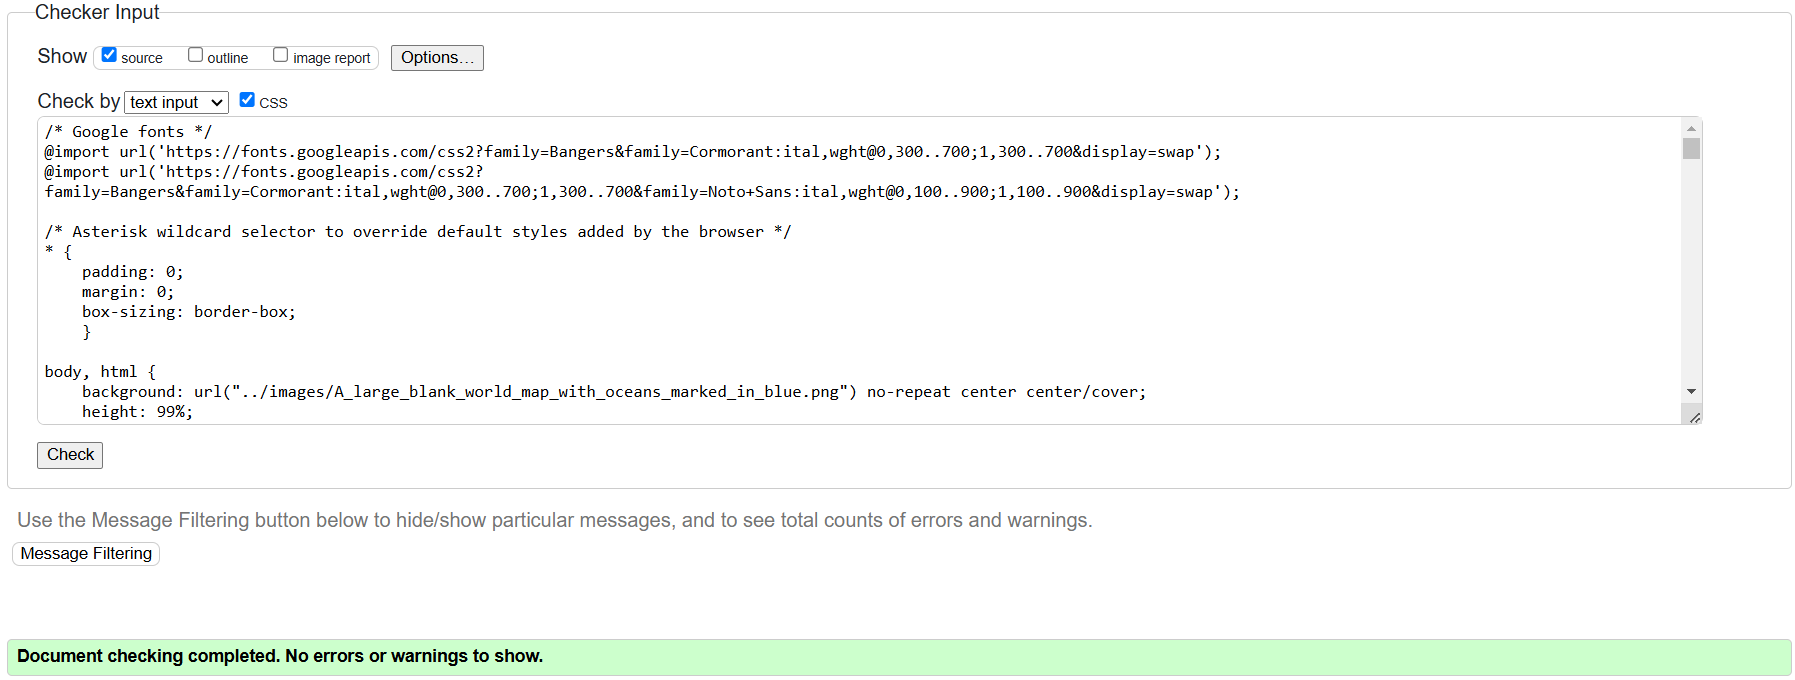 Checker Input
Show source outline image report Options...
Check by text input CSS
/* Google fonts */
@import url('https://fonts.googleapis.com/css2?family=Bangers&family=Cormorant:ital,wght@0,300..700;1,300..700&display=swap');
@import url('https://fonts.googleapis.com/css2?
family=Bangers&family=Cormorant:ital,wght@0,300..700;1,300..700&family=Noto+Sans:ital,wght@0,100..900;1,100..900&display=swap');
/* Asterisk wildcard selector to override default styles added by the browser */
* {
padding: 0;
margin: 0;
box-sizing: border-box;
}
body, html {
background: url("../images/A_large_blank_world_map_with_oceans_marked_in_blue.png") no-repeat center center/cover;
height: 99%;
Check
Use the Message Filtering button below to hide/show particular messages, and to see total counts of errors and warnings.
Message Filtering
Document checking completed. No errors or warnings to show.